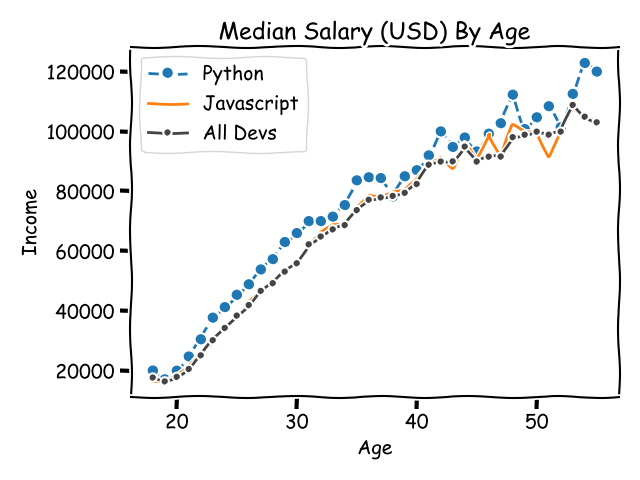 Median Salary (USD) By Age
Python
Javascript
All Devs
120000
100000
80000
60000
40000
20000
Income
20 30 40 50
Age